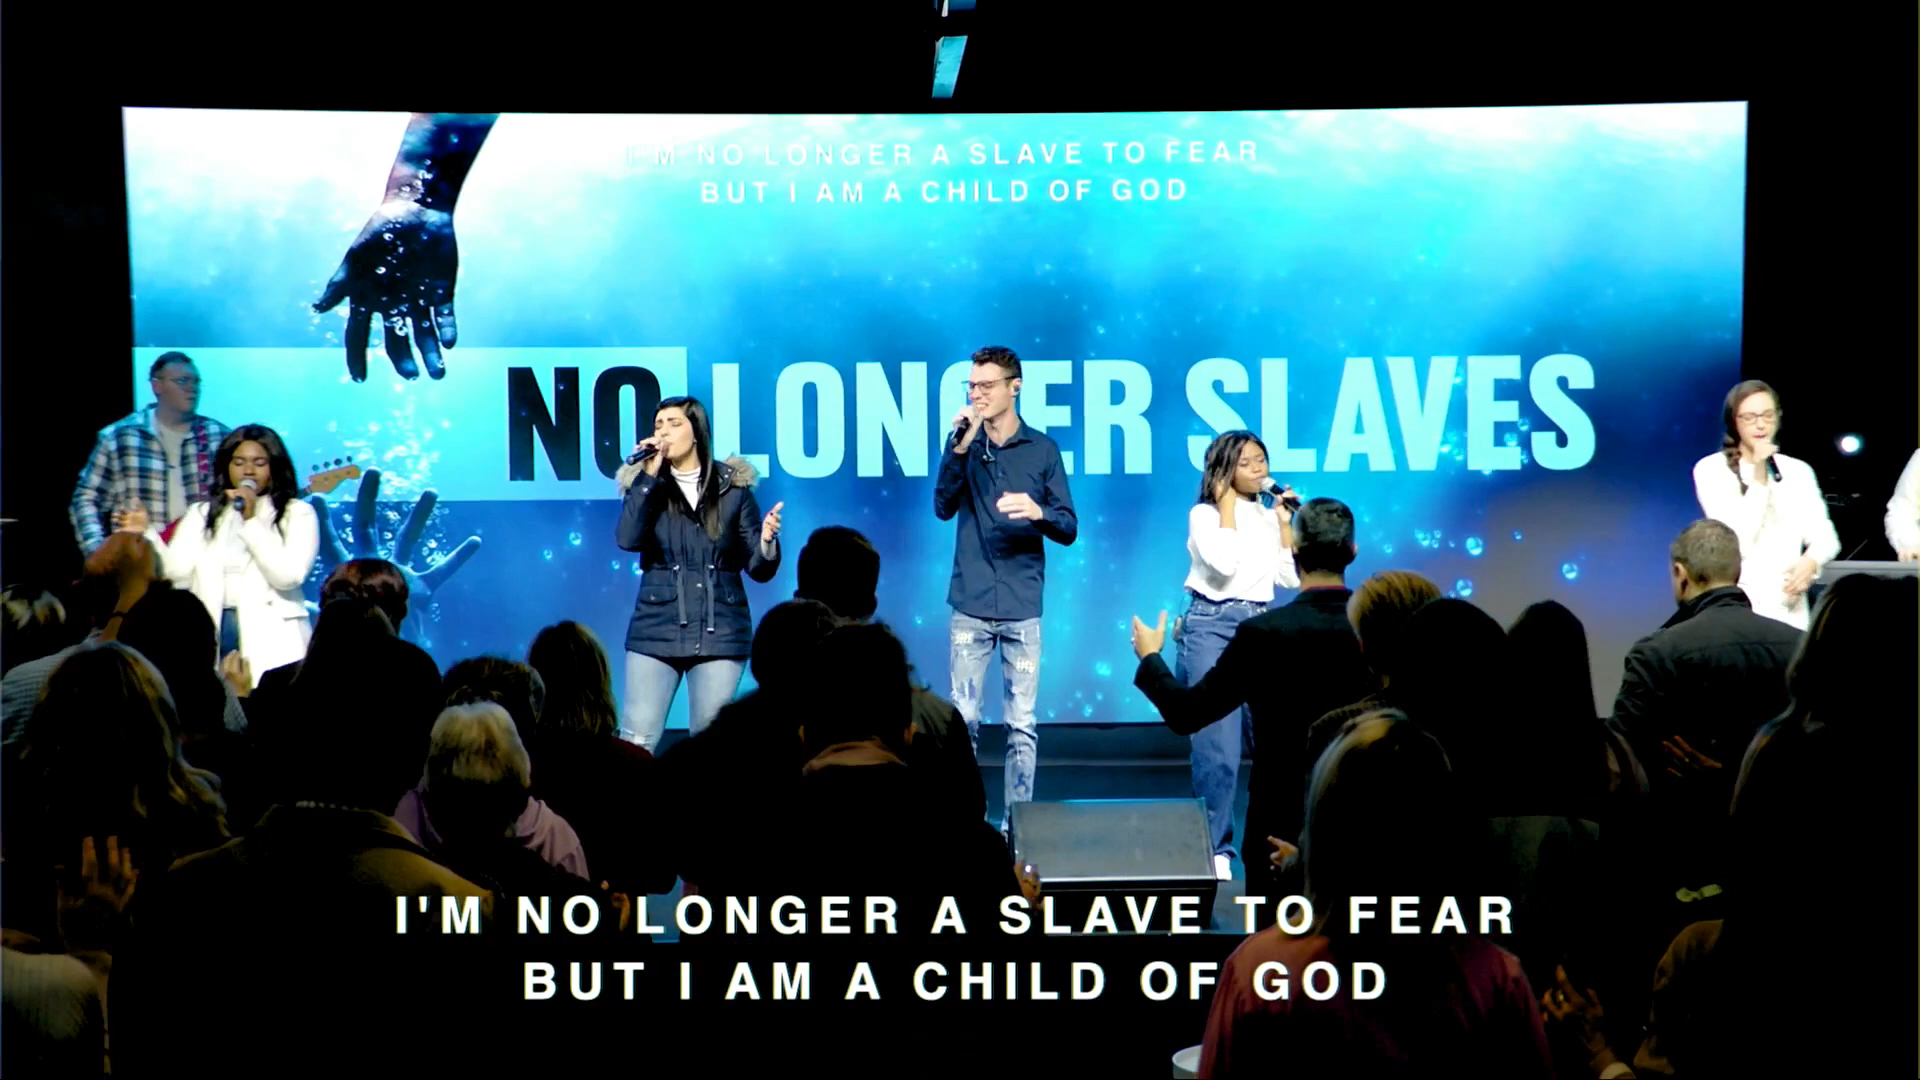 I'M NO LONGER A SLAVE TO FEAR
BUT I AM A CHILD OF GOD
NO LONGER SLAVES
I'M NO LONGER A SLAVE TO FEAR
BUT I AM A CHILD OF GOD